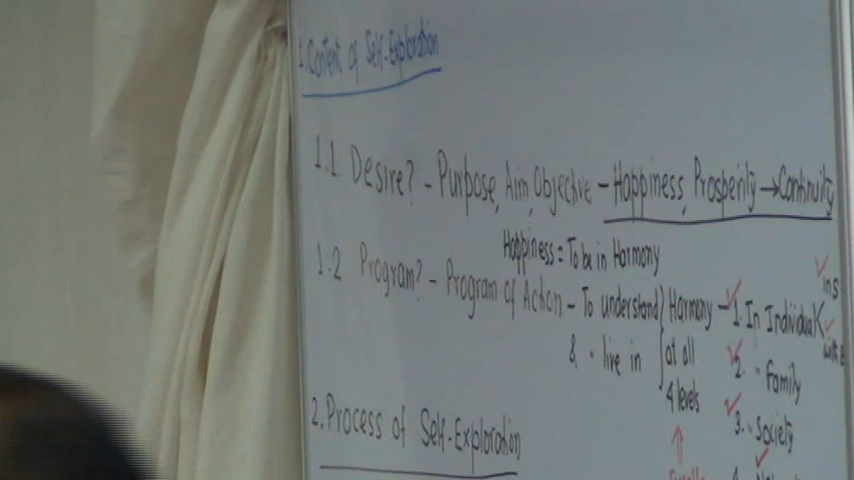 1. Content of Self-Exploration
1.1. Desire? - Purpose, Aim, Objective - Happiness, Prosperity → Continuity
Happiness = To be in Harmony
1.2 Program? - Program of Action - To understand } Harmony - 1. In Individual
& " live in at all 2. " Family
4 levels
3. " Society
2. Process of Self-Exploration